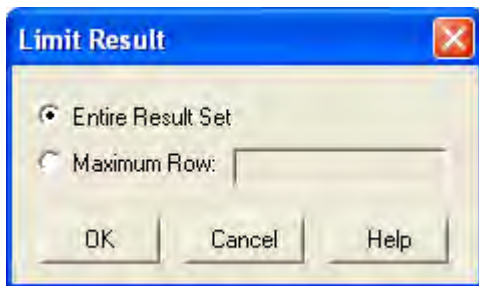 Limit Result
Entire Result Set
Maximum Row:
OK Cancel Help